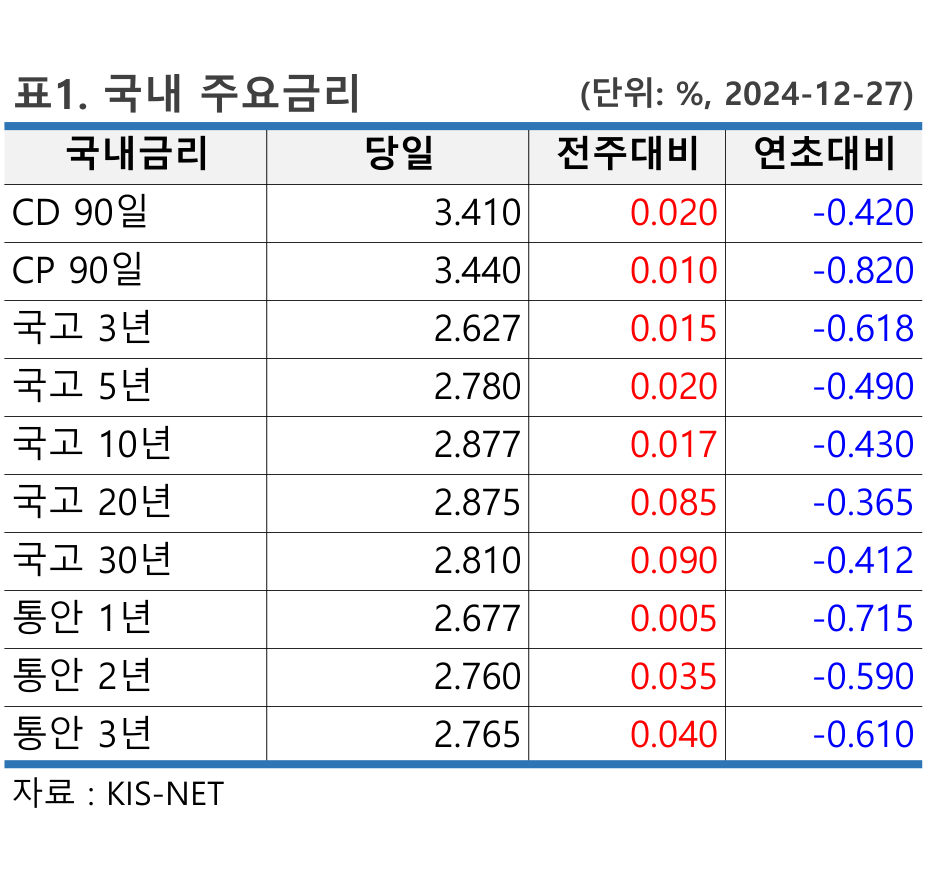 표1. 국내 주요금리 (단위: %, 2024-12-27)
국내금리 당일 전주대비 연초대비
CD 90일 3.410 0.020 -0.420
CP 90일 3.440 0.010 -0.820
국고 3년 2.627 0.015 -0.618
국고 5년 2.780 0.020 -0.490
국고 10년 2.877 0.017 -0.430
국고 20년 2.875 0.085 -0.365
국고 30년 2.810 0.090 -0.412
통안 1년 2.677 0.005 -0.715
통안 2년 2.760 0.035 -0.590
통안 3년 2.765 0.040 -0.610
자료 : KIS-NET